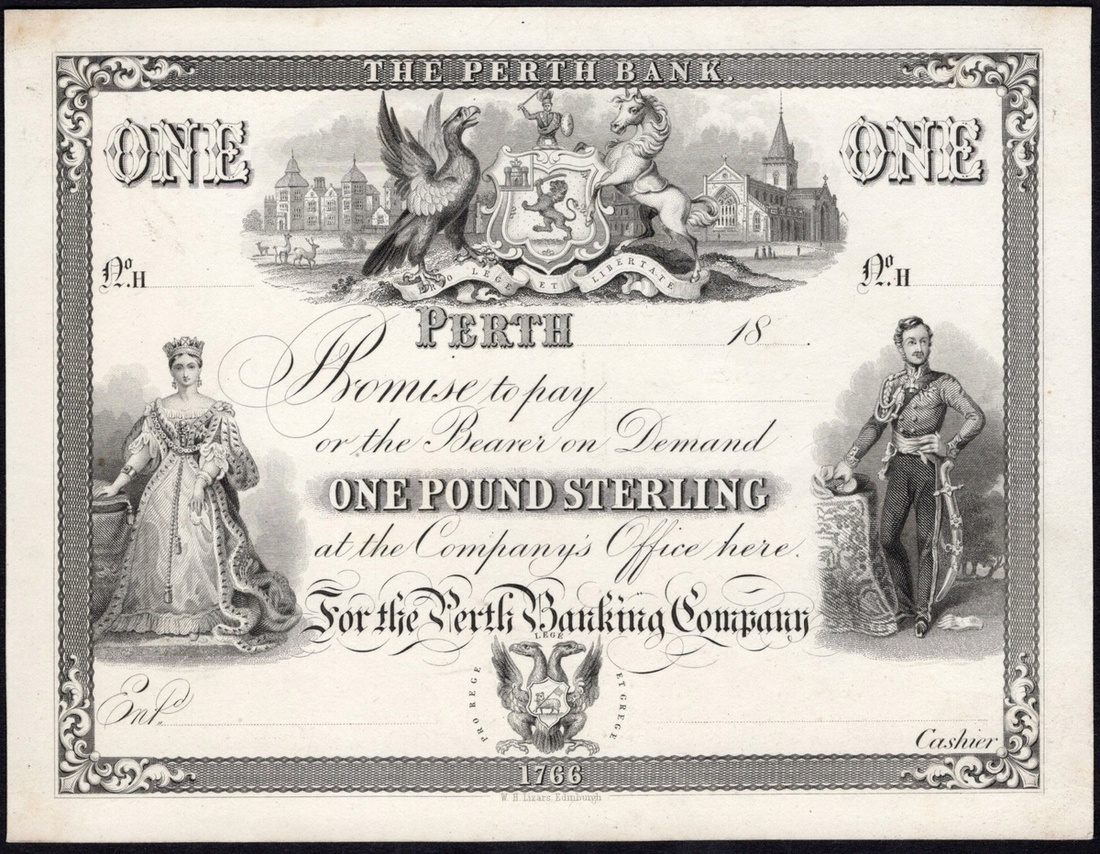 THE PERTH BANK.
ONE ONE
No. H No. H
PRO LEGE ET LIBERTATE
PERTH 18
Promise to pay
or the Bearer on Demand
ONE POUND STERLING
at the Company's Office here.
For the Perth Banking Company
PRO REGE LEGE ET GREGE
Entd.
Cashier
1766
W. H. Lizars, Edinburgh